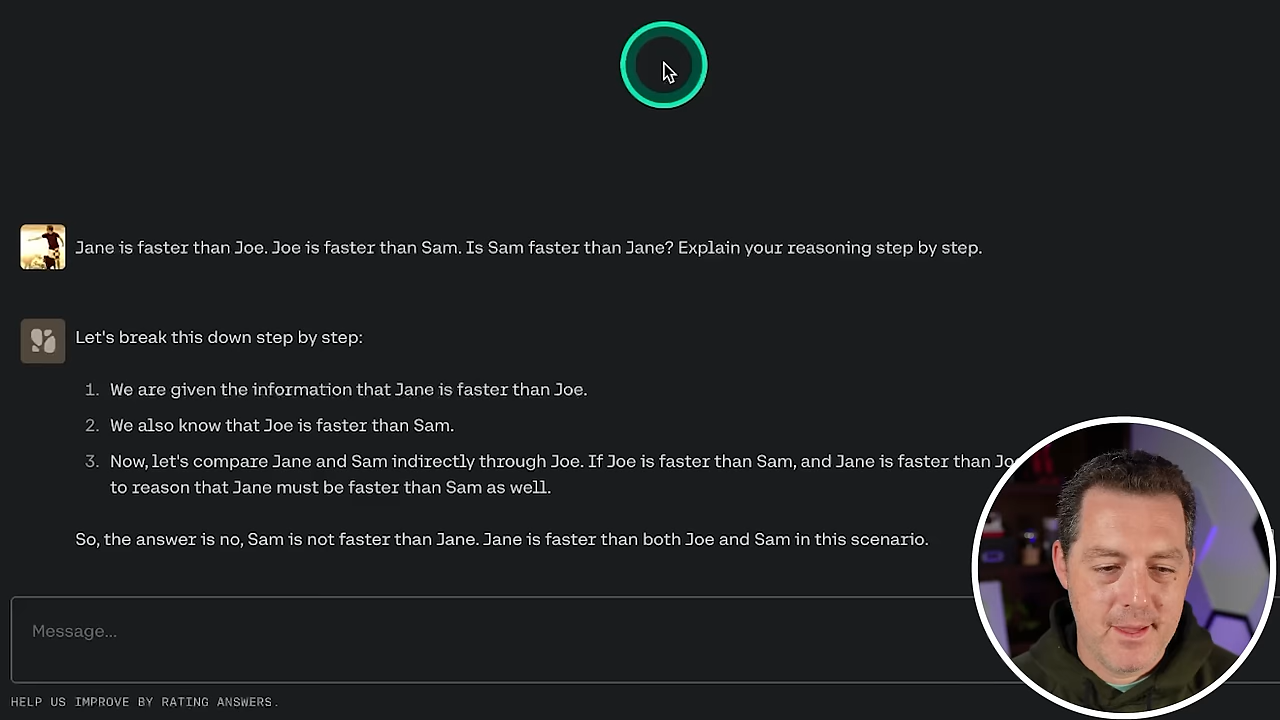 Jane is faster than Joe. Joe is faster than Sam. Is Sam faster than Jane? Explain your reasoning step by step.
Let's break this down step by step:
1. We are given the information that Jane is faster than Joe.
2. We also know that Joe is faster than Sam.
3. Now, let's compare Jane and Sam indirectly through Joe. If Joe is faster than Sam, and Jane is faster than
to reason that Jane must be faster than Sam as well.
So, the answer is no, Sam is not faster than Jane. Jane is faster than both Joe and Sam in this scenario.
Message...
HELP US IMPROVE BY RATING ANSWERS.